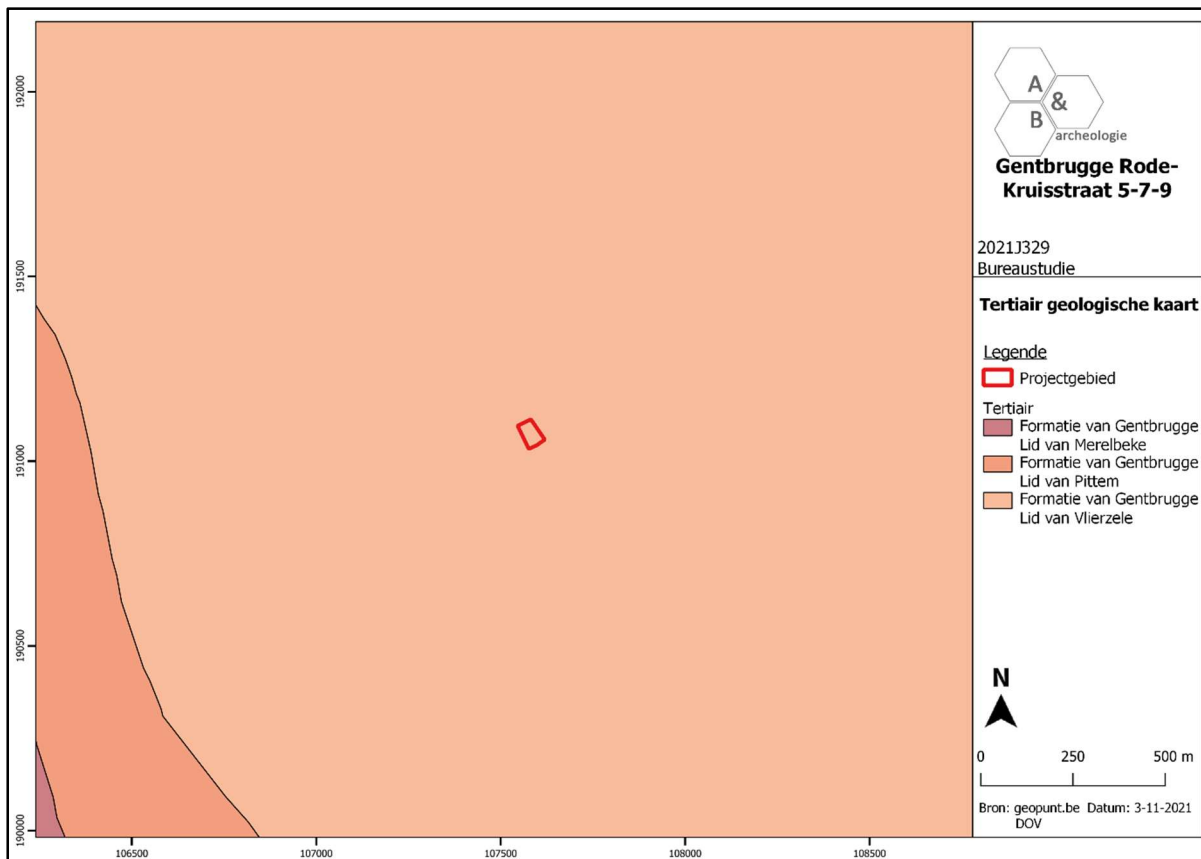 192000
191500
191000
190500
190000
106500
107000
107500
108000
108500
A
&
B
archeologie
Gentbrugge Rode-
Kruisstraat 5-7-9
2021J329
Bureaustudie
Tertiair geologische kaart
Legende
Projectgebied
Tertiair
Formatie van Gentbrugge
Lid van Merelbeke
Formatie van Gentbrugge
Lid van Pittem
Formatie van Gentbrugge
Lid van Vlierzele
N
0 250 500 m
Bron: geopunt.be Datum: 3-11-2021
DOV